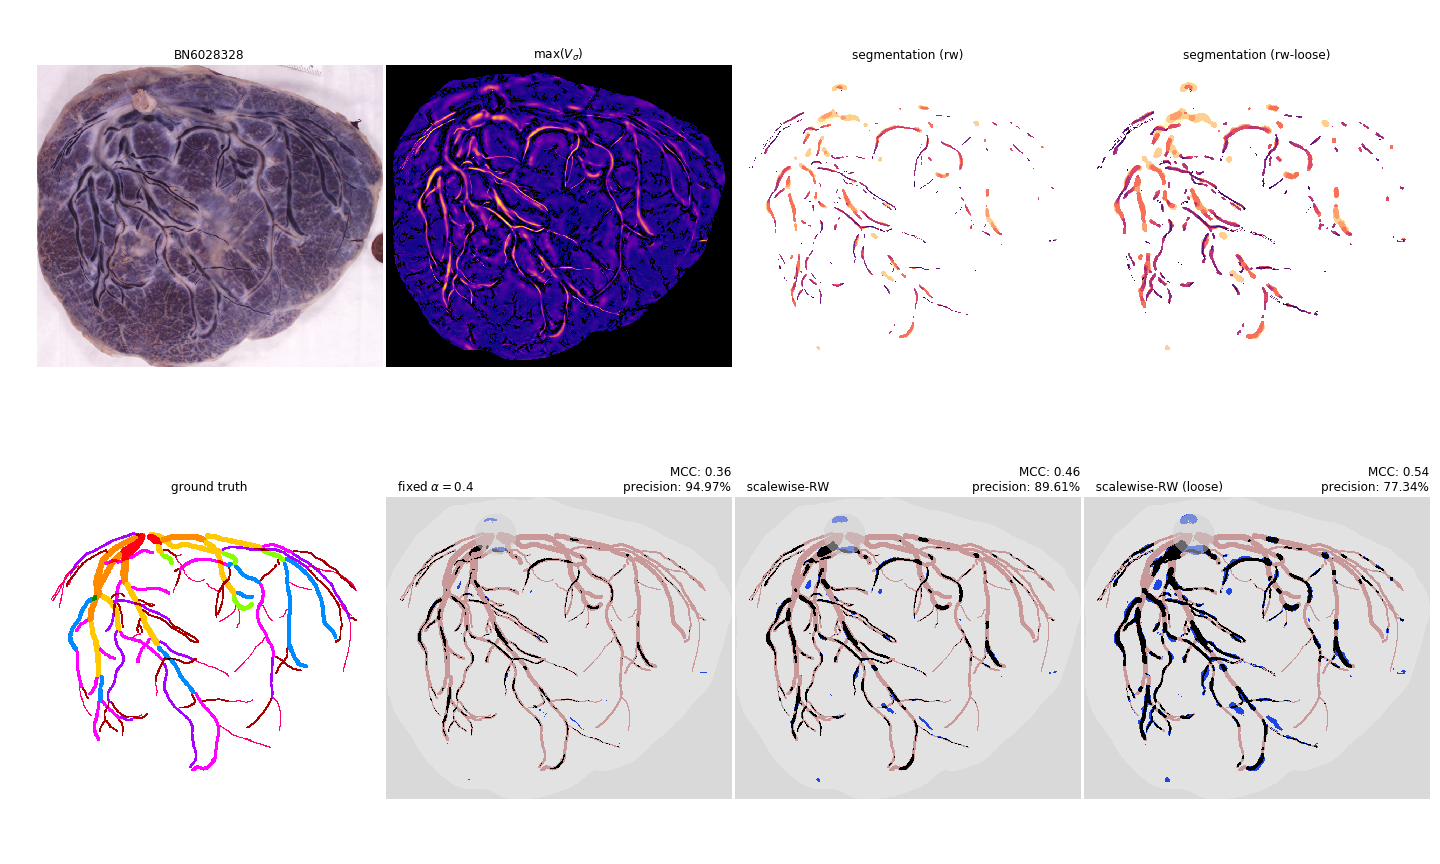 BN6028328
max(V_σ)
segmentation (rw)
segmentation (rw-loose)
ground truth
fixed α = 0.4
MCC: 0.36
precision: 94.97%
scalewise-RW
MCC: 0.46
precision: 89.61%
scalewise-RW (loose)
MCC: 0.54
precision: 77.34%